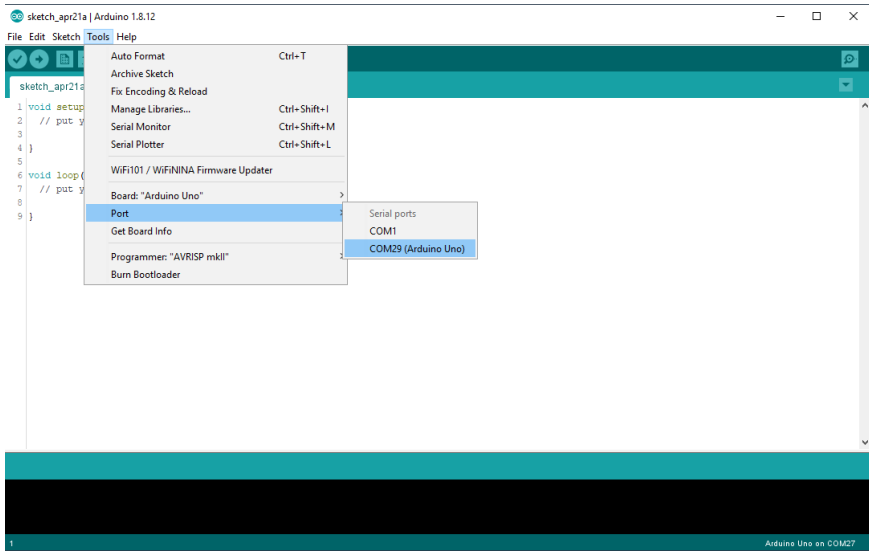 sketch_apr21a | Arduino 1.8.12
File Edit Sketch Tools Help
sketch_apr21a
Auto Format Ctrl+T
Archive Sketch
Fix Encoding & Reload
Manage Libraries... Ctrl+Shift+I
Serial Monitor Ctrl+Shift+M
Serial Plotter Ctrl+Shift+L
WiFi101 / WiFiNINA Firmware Updater
Board: "Arduino Uno"
Port
Get Board Info
Programmer: "AVRISP mkII"
Burn Bootloader
Serial ports
COM1
COM29 (Arduino Uno)
1 void setup
2 // put y
3
4 }
5
6 void loop(
7 // put y
8
9 }
1 Arduino Uno on COM27